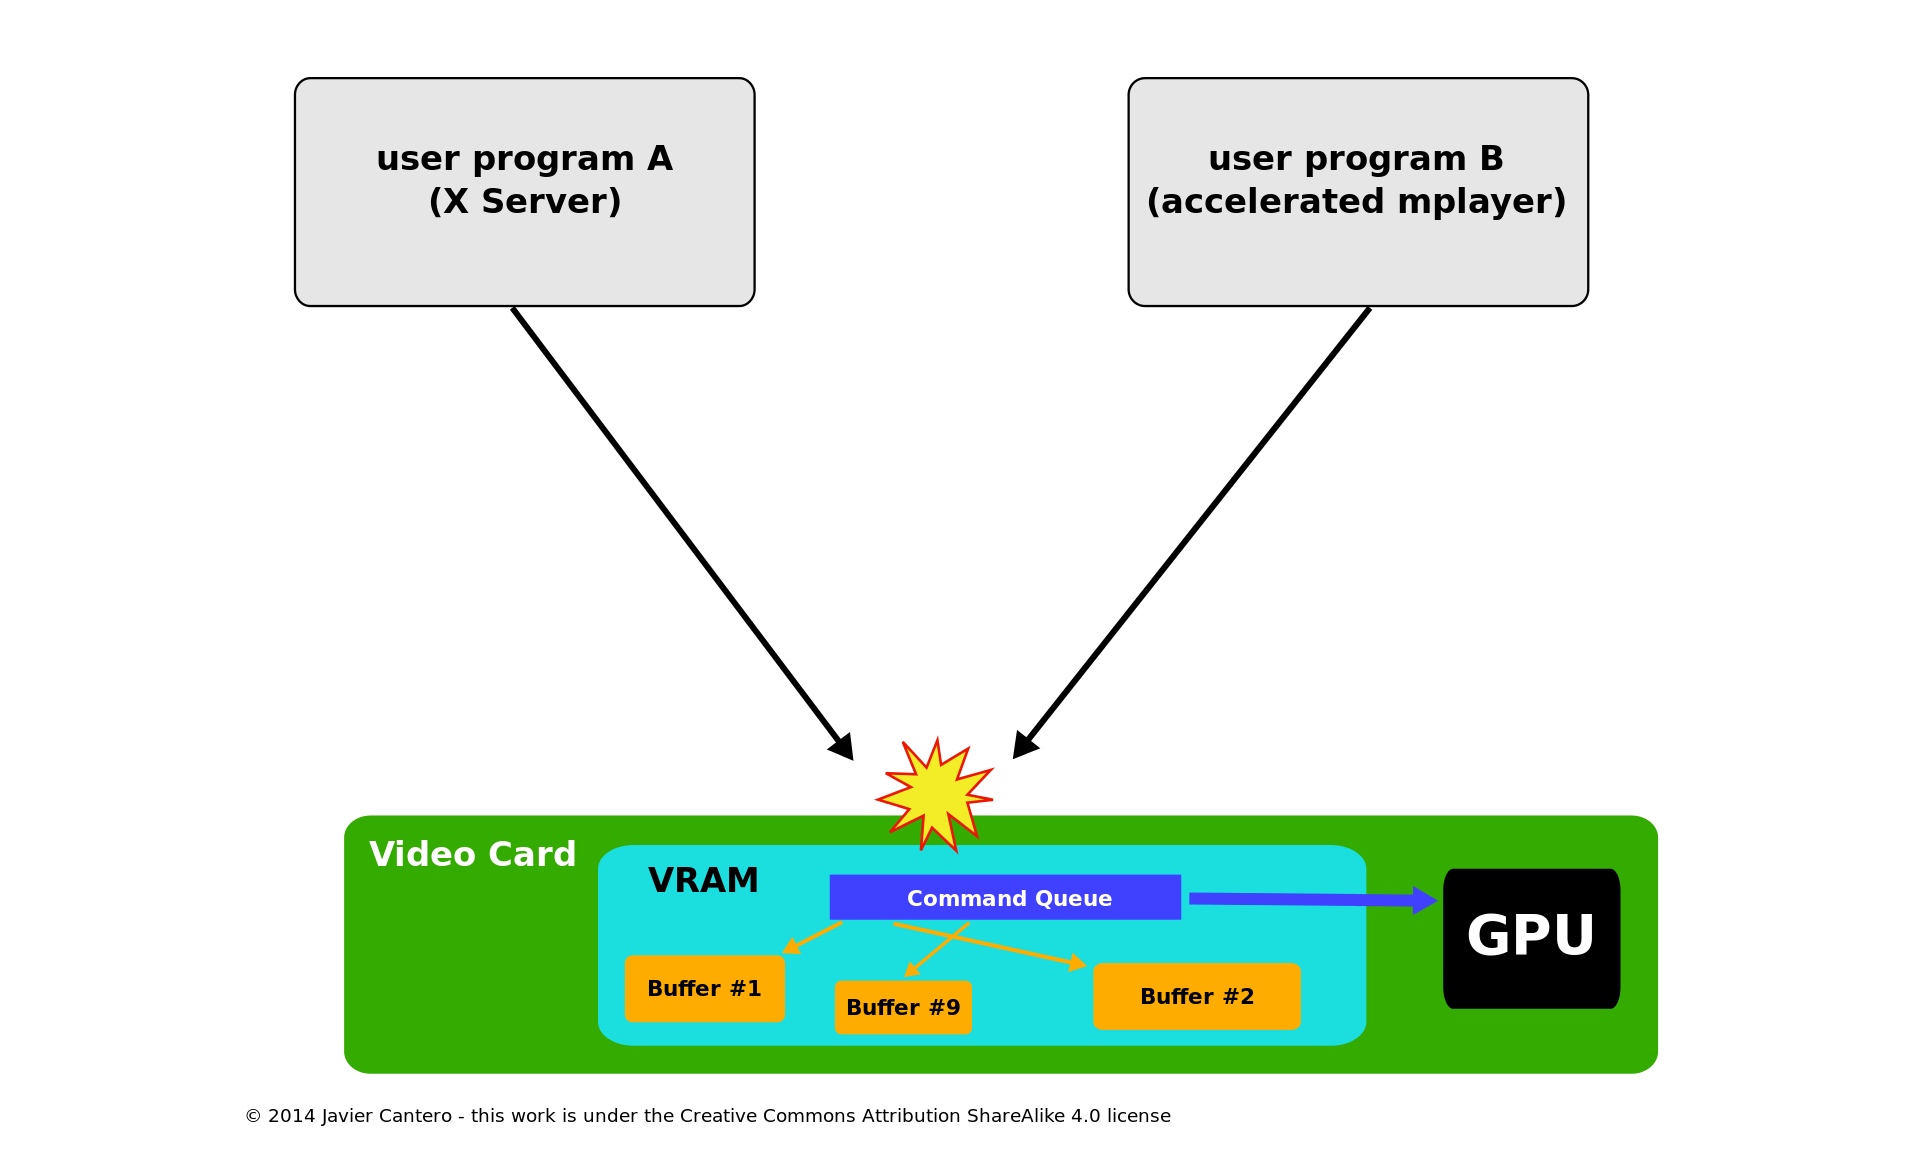 user program A
(X Server)
user program B
(accelerated mplayer)
Video Card
VRAM
Command Queue
GPU
Buffer #1
Buffer #9
Buffer #2
© 2014 Javier Cantero - this work is under the Creative Commons Attribution ShareAlike 4.0 license